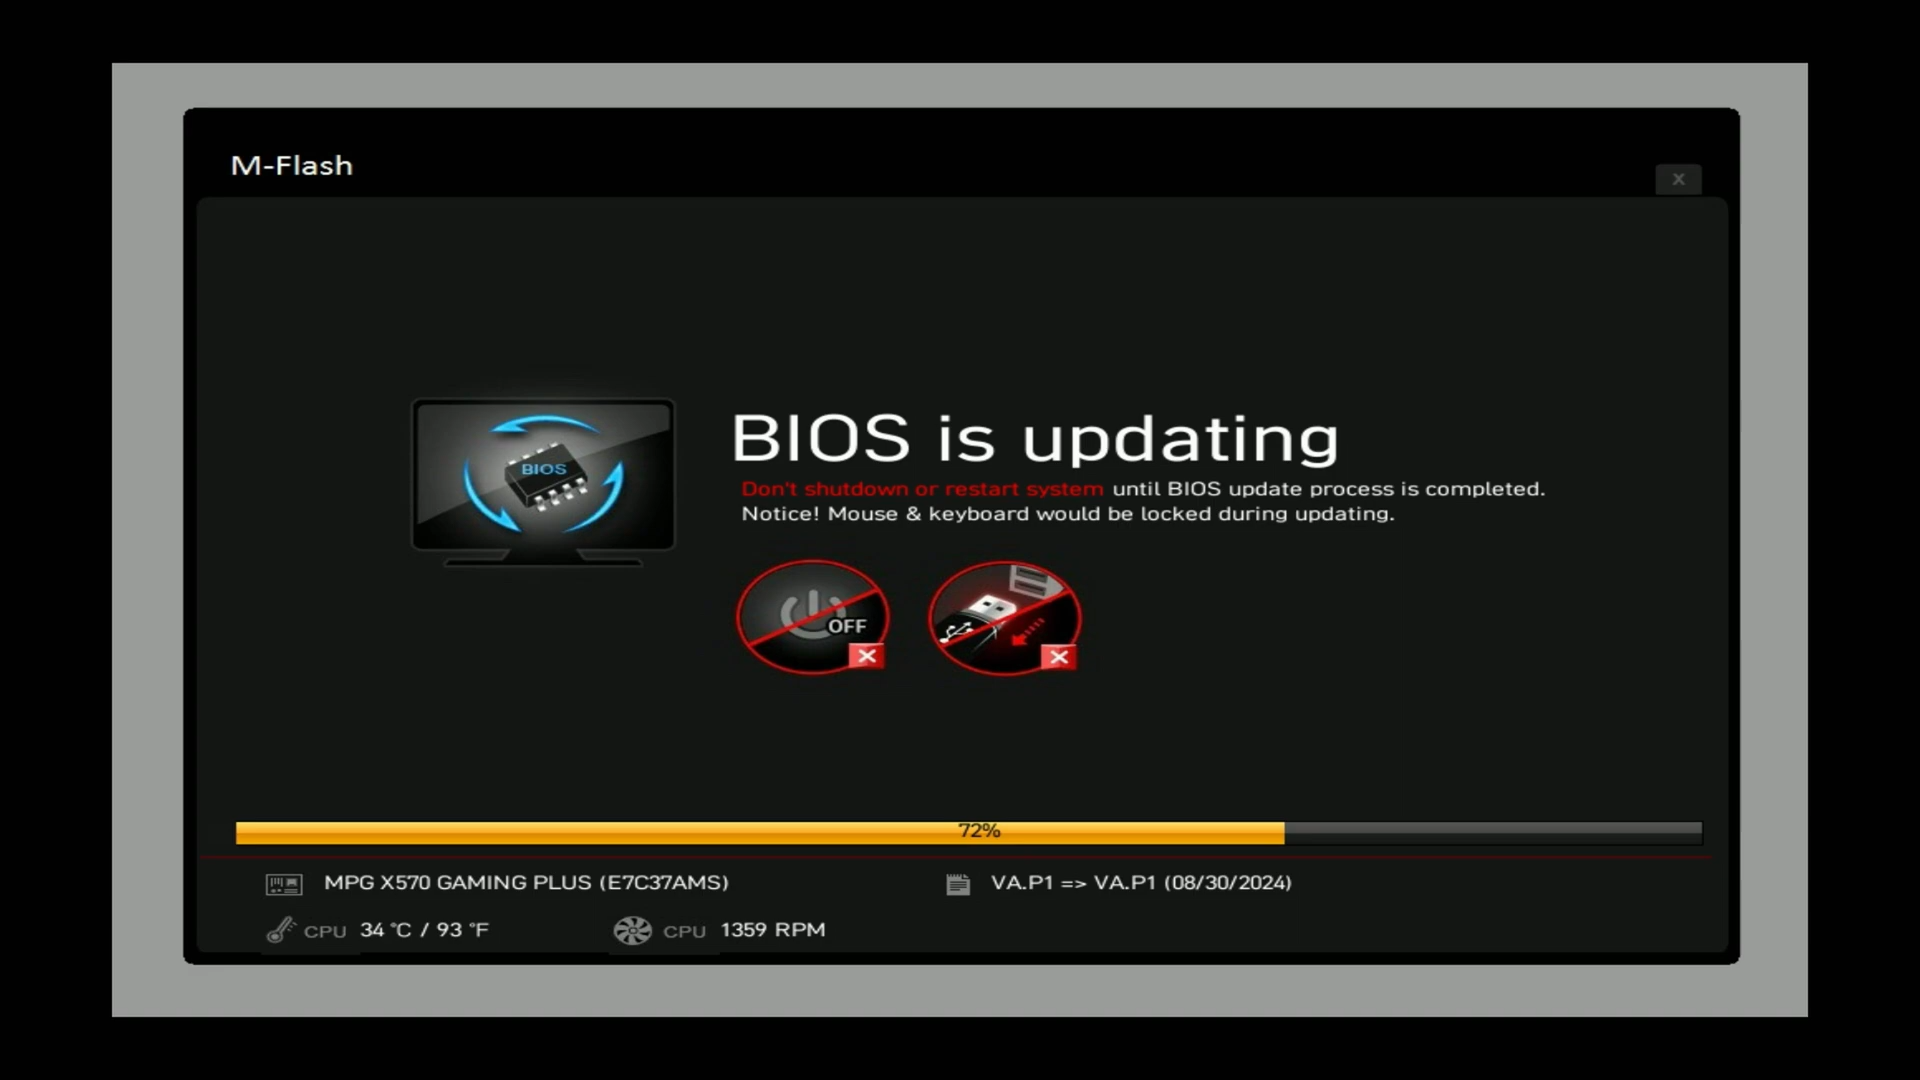 M-Flash
x
BIOS
BIOS is updating
Don't shutdown or restart system until BIOS update process is completed.
Notice! Mouse & keyboard would be locked during updating.
OFF
72%
MPG X570 GAMING PLUS (E7C37AMS)
VA.P1 => VA.P1 (08/30/2024)
CPU 34 °C / 93 °F
CPU 1359 RPM